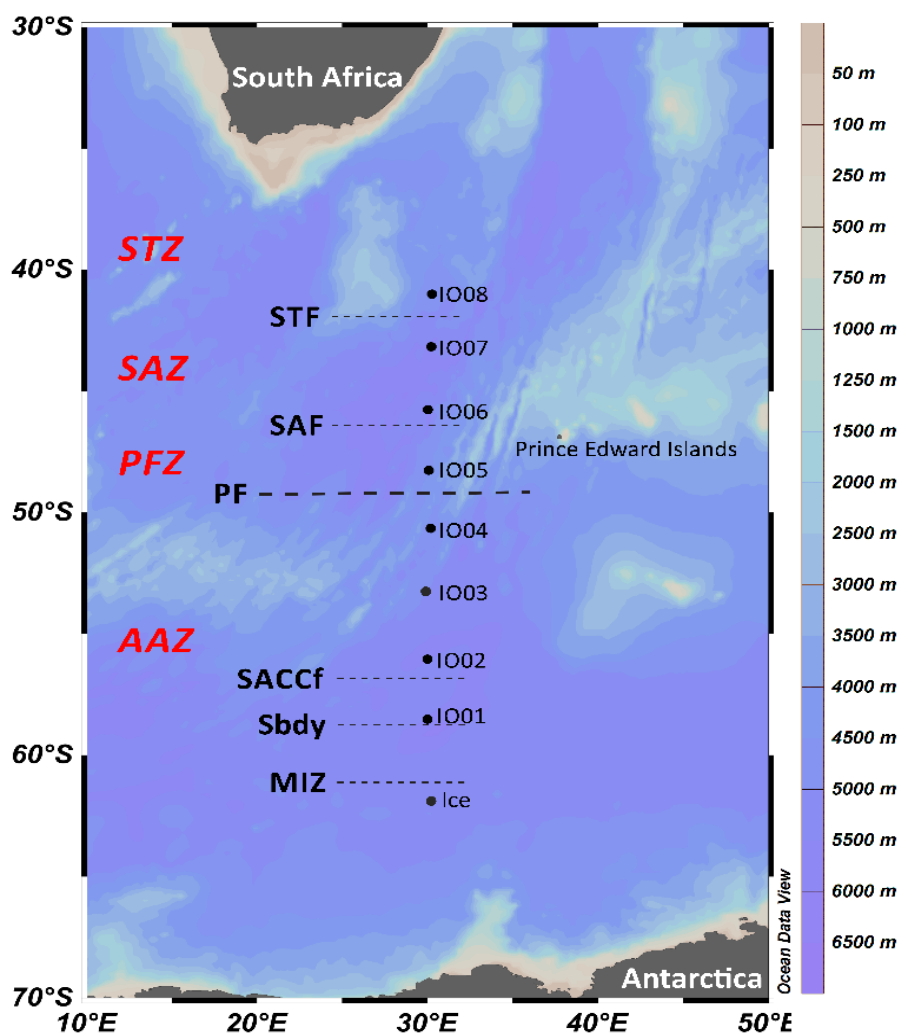 30°S
South Africa
50 m
100 m
250 m
STZ
500 m
40°S
750 m
IO08
1000 m
STF
IO07
SAZ
1250 m
IO06
SAF
1500 m
Prince Edward Islands
PFZ
IO05
2000 m
PF
50°S
IO04
2500 m
3000 m
IO03
3500 m
AAZ
IO02
4000 m
SACCf
IO01
Sbdy
4500 m
60°S
MIZ
5000 m
Ice
5500 m
6000 m
Ocean Data View
6500 m
Antarctica
70°S
10°E
20°E
30°E
40°E
50°E